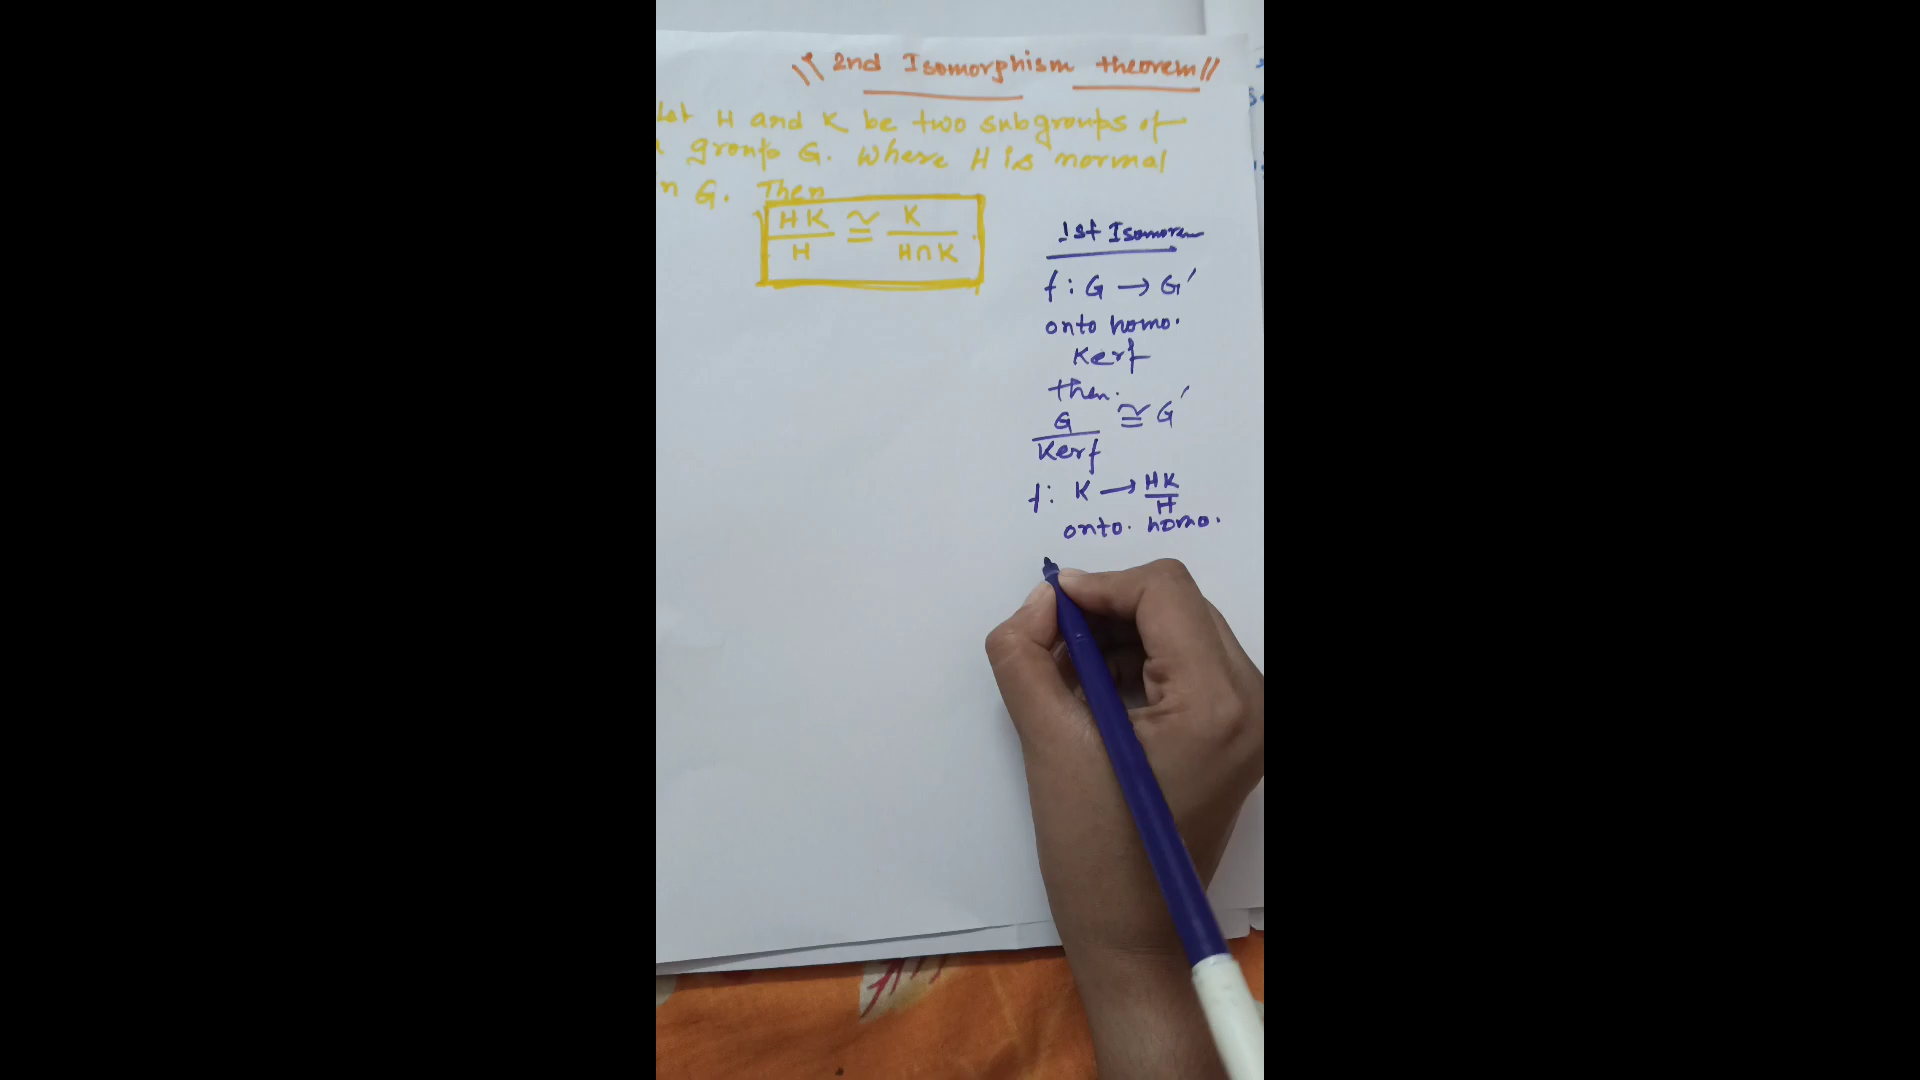 2nd Isomorphism theorem
Let H and K be two subgroups of
group G. Where H is normal
n G. Then
HK/H ≅ K/H∩K
1st Isomore
f : G → G′
onto homo.
Kerf
then.
G/Kerf ≅ G′
f : K → HK/H
onto. homo.